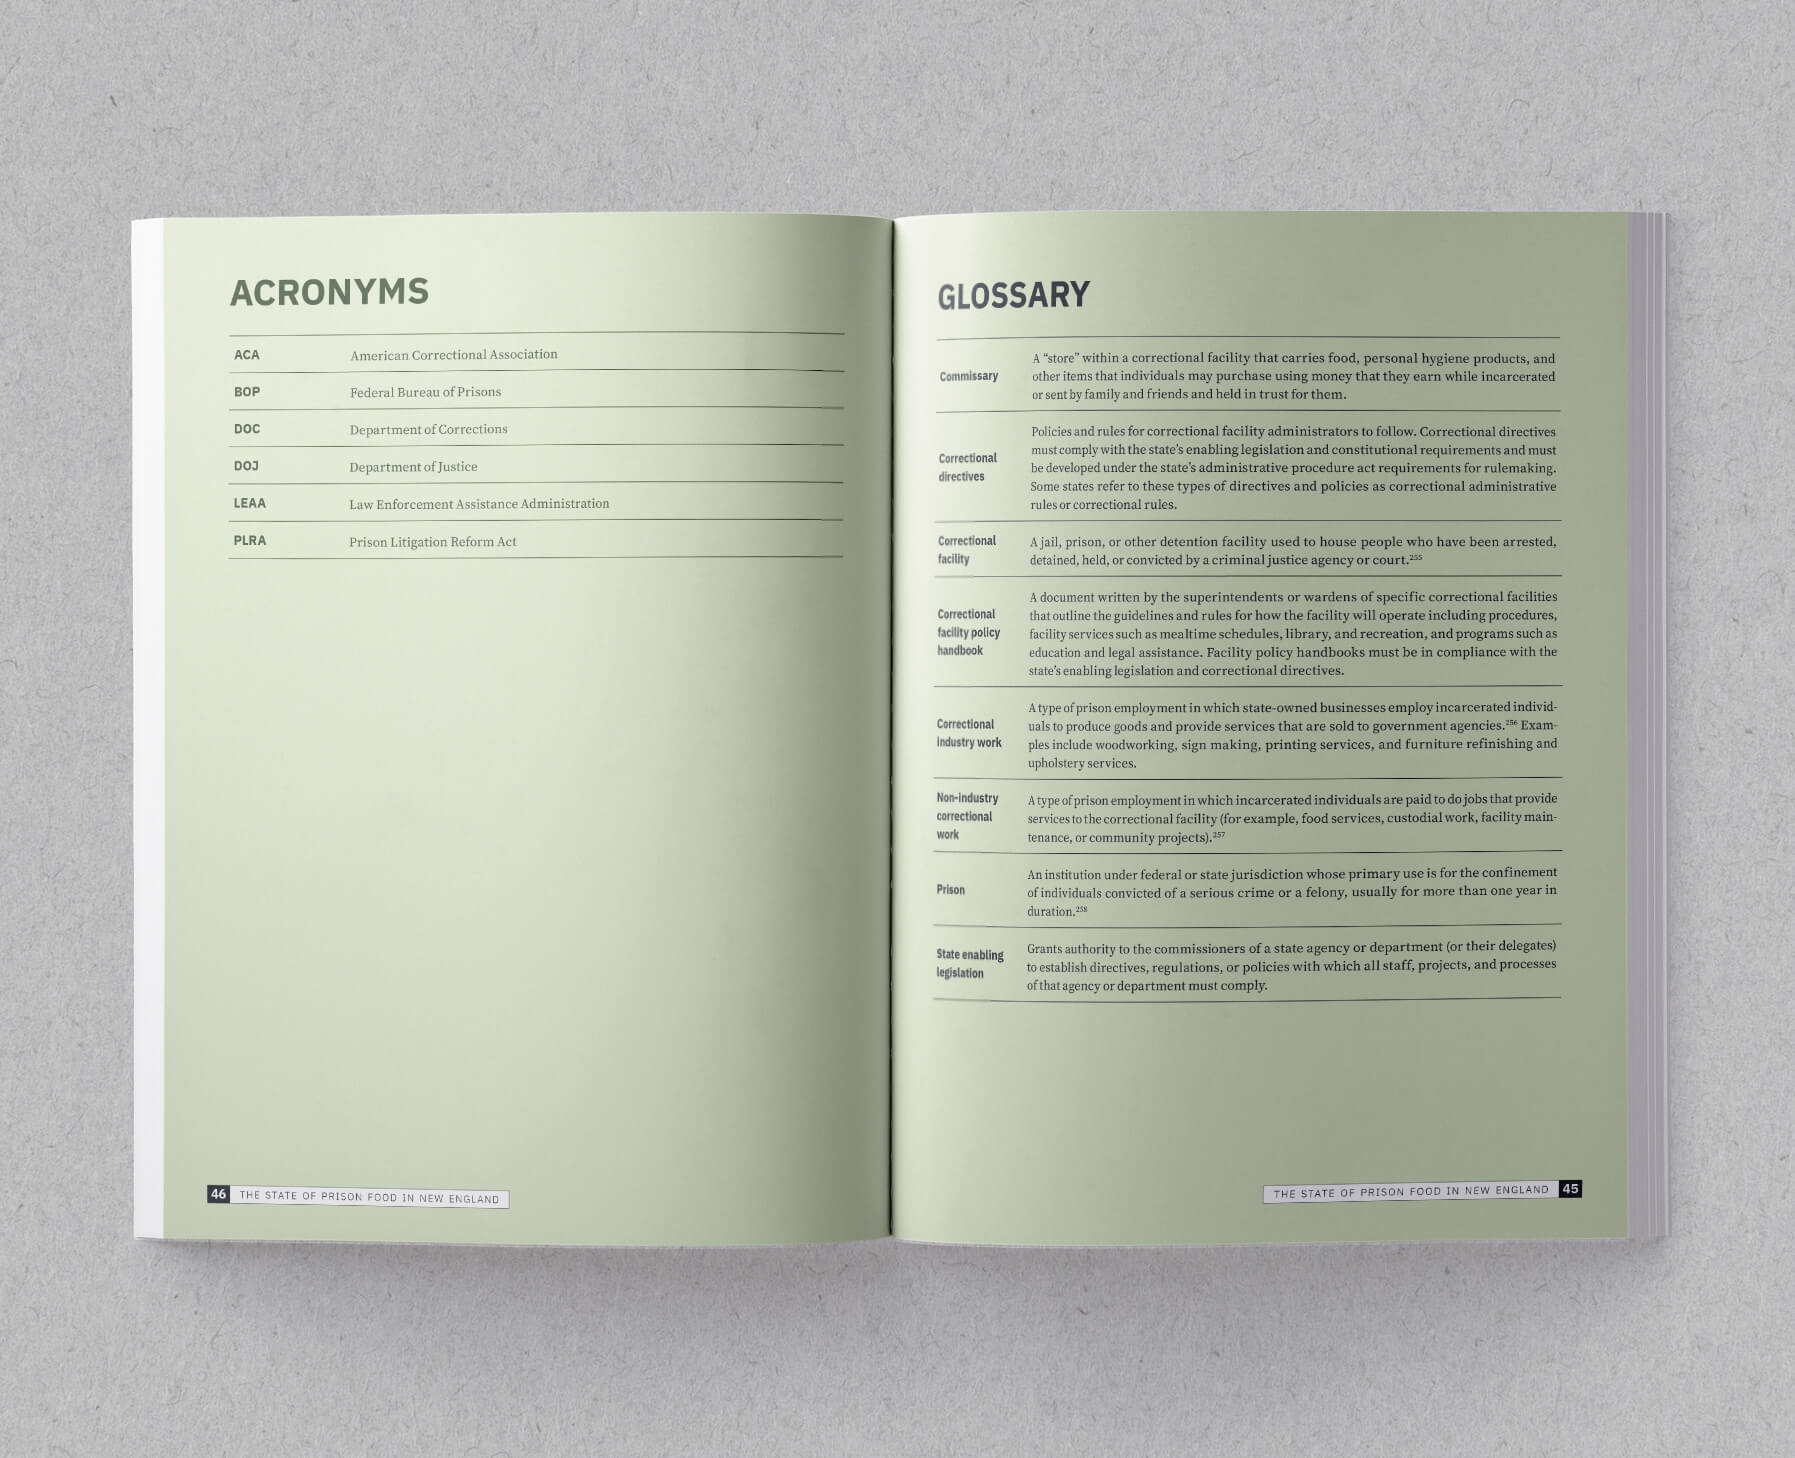 ACRONYMS
ACA American Correctional Association
BOP Federal Bureau of Prisons
DOC Department of Corrections
DOJ Department of Justice
LEAA Law Enforcement Assistance Administration
PLRA Prison Litigation Reform Act
46 THE STATE OF PRISON FOOD IN NEW ENGLAND
GLOSSARY
Commissary
A “store” within a correctional facility that carries food, personal hygiene products, and
other items that individuals may purchase using money that they earn while incarcerated
or sent by family and friends and held in trust for them.
Correctional
directives
Policies and rules for correctional facility administrators to follow. Correctional directives
must comply with the state’s enabling legislation and constitutional requirements and must
be developed under the state’s administrative procedure act requirements for rulemaking.
Some states refer to these types of directives and policies as correctional administrative
rules or correctional rules.
Correctional
facility
A jail, prison, or other detention facility used to house people who have been arrested,
detained, held, or convicted by a criminal justice agency or court.255
Correctional
facility policy
handbook
A document written by the superintendents or wardens of specific correctional facilities
that outline the guidelines and rules for how the facility will operate including procedures,
facility services such as mealtime schedules, library, and recreation, and programs such as
education and legal assistance. Facility policy handbooks must be in compliance with the
state’s enabling legislation and correctional directives.
Correctional
industry work
A type of prison employment in which state-owned businesses employ incarcerated individ-
uals to produce goods and provide services that are sold to government agencies.256 Exam-
ples include woodworking, sign making, printing services, and furniture refinishing and
upholstery services.
Non-industry
correctional
work
A type of prison employment in which incarcerated individuals are paid to do jobs that provide
services to the correctional facility (for example, food services, custodial work, facility main-
tenance, or community projects).257
Prison
An institution under federal or state jurisdiction whose primary use is for the confinement
of individuals convicted of a serious crime or a felony, usually for more than one year in
duration.258
State enabling
legislation
Grants authority to the commissioners of a state agency or department (or their delegates)
to establish directives, regulations, or policies with which all staff, projects, and processes
of that agency or department must comply.
THE STATE OF PRISON FOOD IN NEW ENGLAND 45